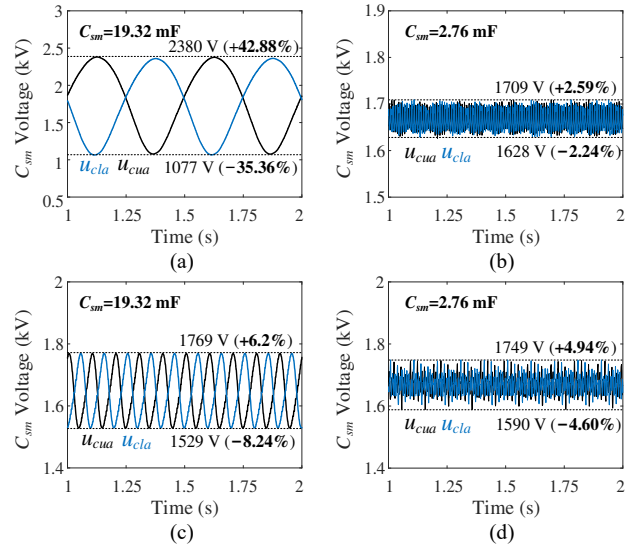 C_sm=19.32 mF
2380 V (+42.88%)
3
2.5
2
1.5
1
0.5
C_sm Voltage (kV)
u_cla u_cua
1077 V (−35.36%)
1 1.25 1.5 1.75 2
Time (s)
(a)
C_sm=2.76 mF
1709 V (+2.59%)
1.9
1.8
1.7
1.6
1.5
C_sm Voltage (kV)
u_cua u_cla
1628 V (−2.24%)
1 1.25 1.5 1.75 2
Time (s)
(b)
C_sm=19.32 mF
1769 V (+6.2%)
2
1.8
1.6
1.4
C_sm Voltage (kV)
u_cua u_cla
1529 V (−8.24%)
1 1.25 1.5 1.75 2
Time (s)
(c)
C_sm=2.76 mF
1749 V (+4.94%)
2
1.8
1.6
1.4
C_sm Voltage (kV)
u_cua u_cla
1590 V (−4.60%)
1 1.25 1.5 1.75 2
Time (s)
(d)